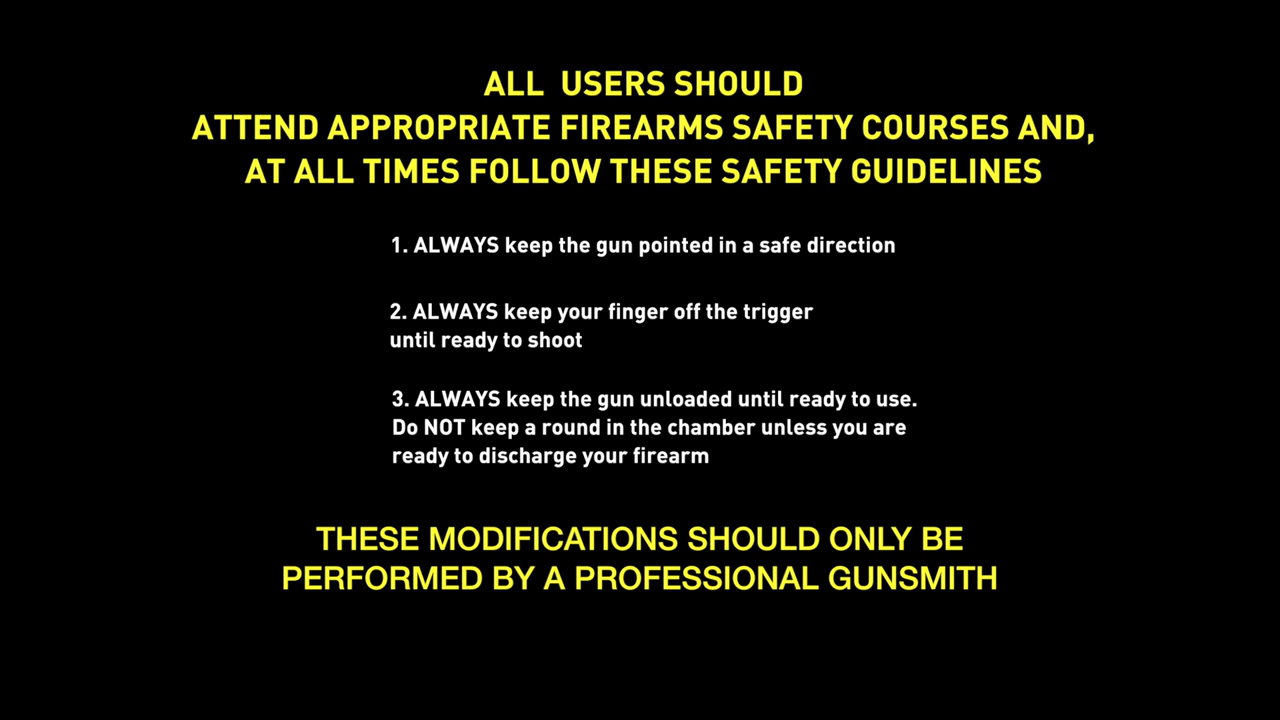 ALL  USERS SHOULD
ATTEND APPROPRIATE FIREARMS SAFETY COURSES AND,
AT ALL TIMES FOLLOW THESE SAFETY GUIDELINES
1. ALWAYS keep the gun pointed in a safe direction
2. ALWAYS keep your finger off the trigger
until ready to shoot
3. ALWAYS keep the gun unloaded until ready to use.
Do NOT keep a round in the chamber unless you are
ready to discharge your firearm
THESE MODIFICATIONS SHOULD ONLY BE
PERFORMED BY A PROFESSIONAL GUNSMITH